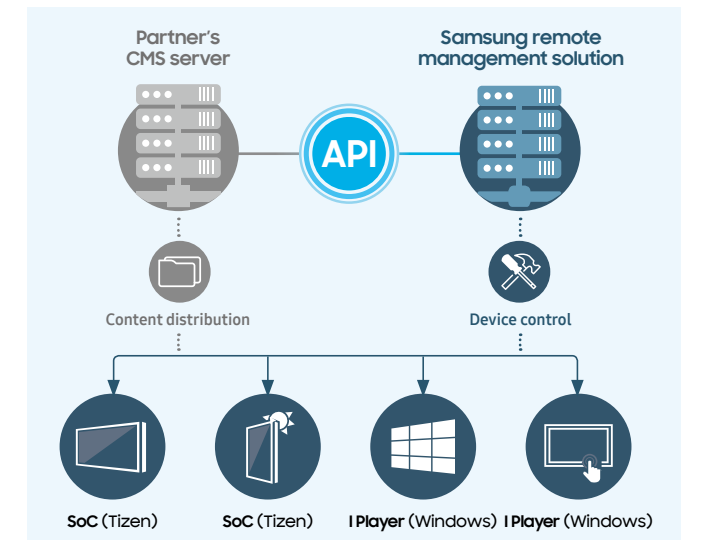 Partner's
CMS server
Samsung remote
management solution
API
Content distribution
Device control
SoC (Tizen)
SoC (Tizen)
I Player (Windows)
I Player (Windows)